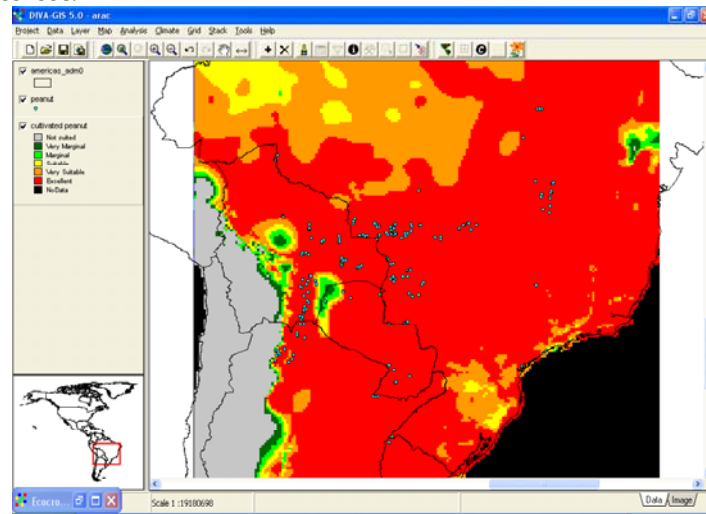 DIVA-GIS 5.0 - arac
Project Data Layer Map Analysis Climate Grid Stack Tools Help
americas_adm0
peanut
cultivated peanut
Not suited
Very Marginal
Marginal
Suitable
Very Suitable
Excellent
NoData
Ecocro...
Scale 1 :19180698
Data
Image